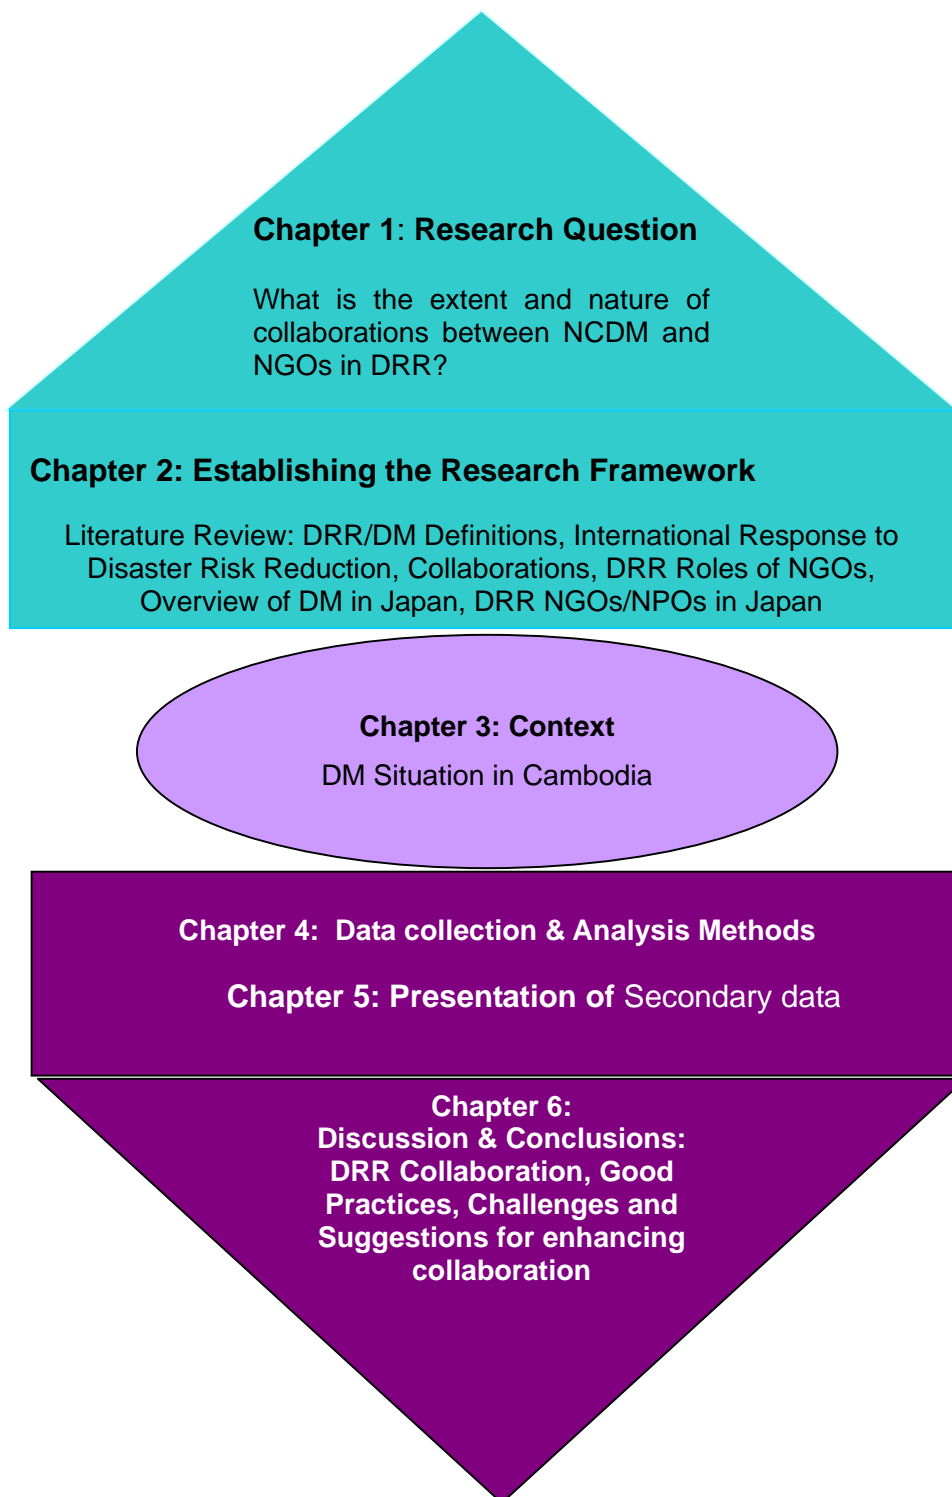 Chapter 1: Research Question
What is the extent and nature of
collaborations between NCDM and
NGOs in DRR?
Chapter 2: Establishing the Research Framework
Literature Review: DRR/DM Definitions, International Response to
Disaster Risk Reduction, Collaborations, DRR Roles of NGOs,
Overview of DM in Japan, DRR NGOs/NPOs in Japan
Chapter 3: Context
DM Situation in Cambodia
Chapter 4: Data collection & Analysis Methods
Chapter 5: Presentation of Secondary data
Chapter 6:
Discussion & Conclusions:
DRR Collaboration, Good
Practices, Challenges and
Suggestions for enhancing
collaboration